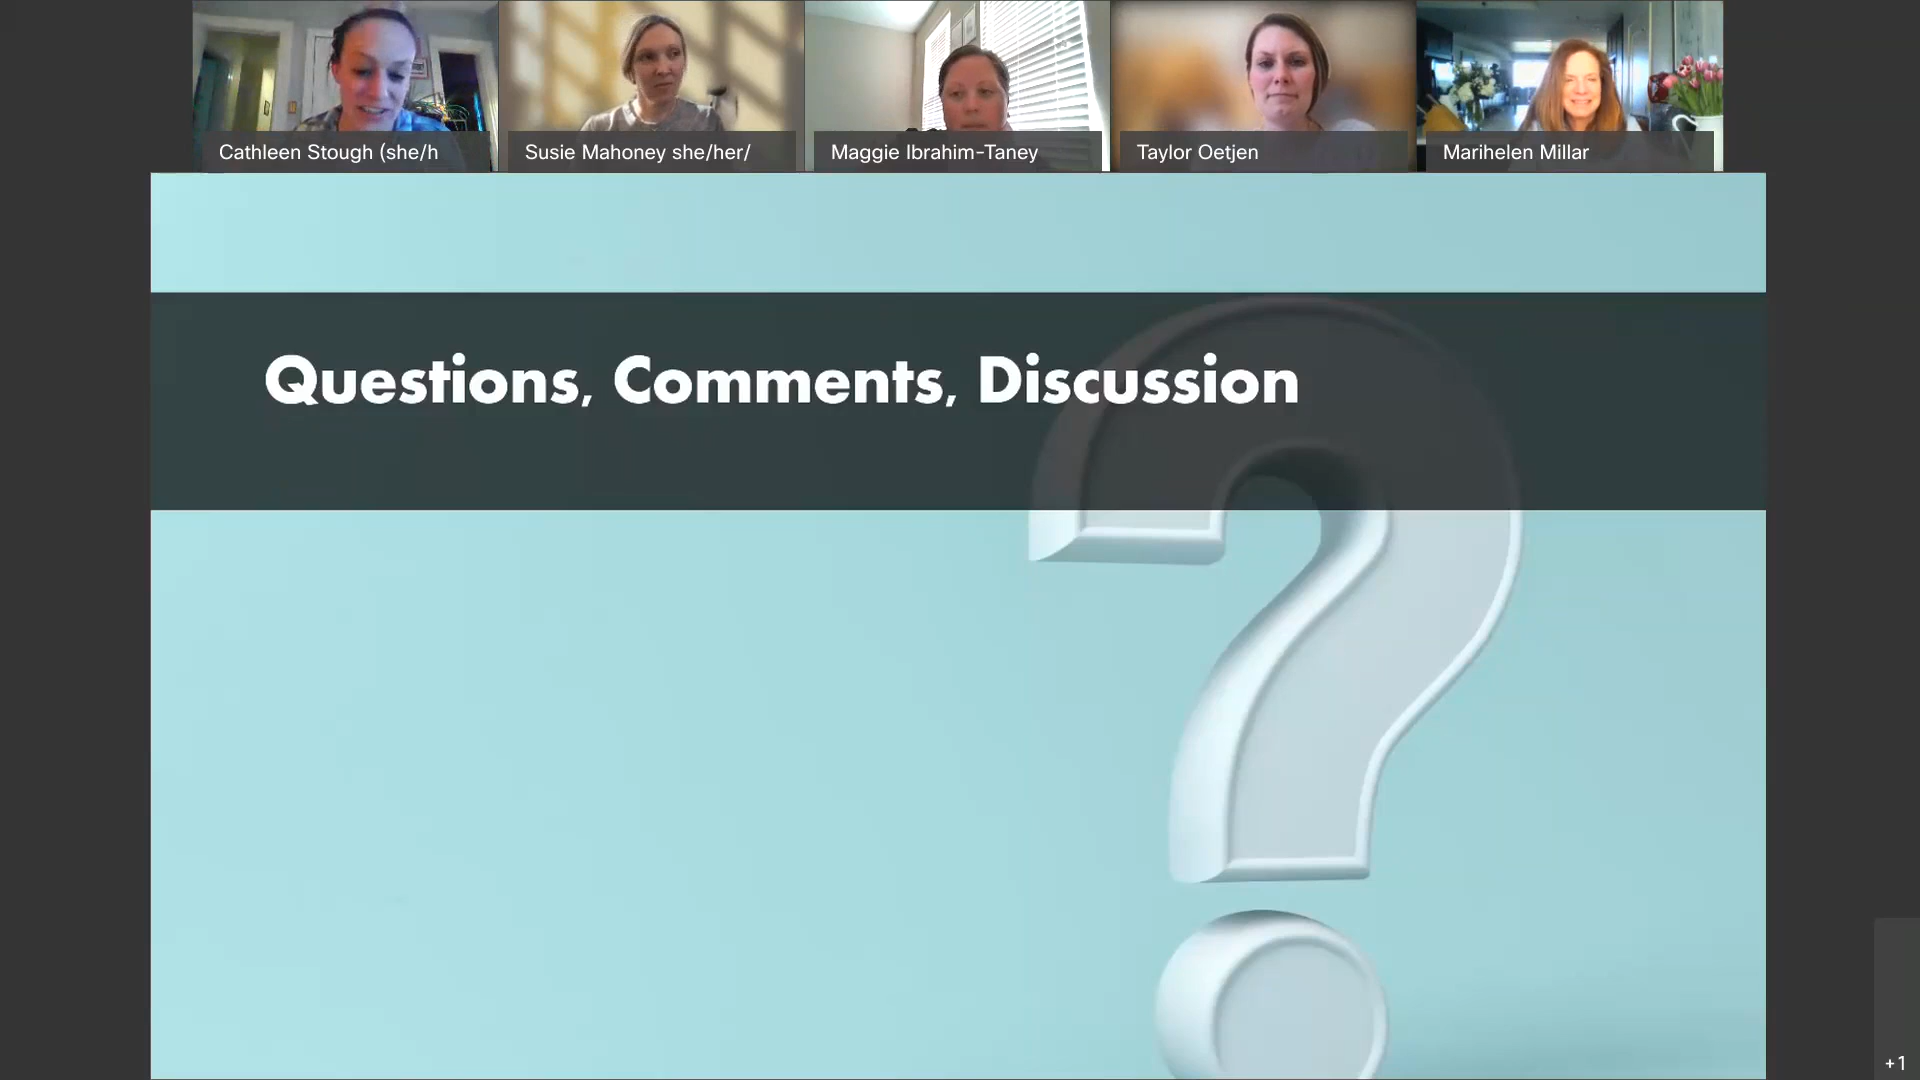 Cathleen Stough (she/h
Susie Mahoney she/her/
Maggie Ibrahim-Taney
Taylor Oetjen
Marihelen Millar
Questions, Comments, Discussion
+1